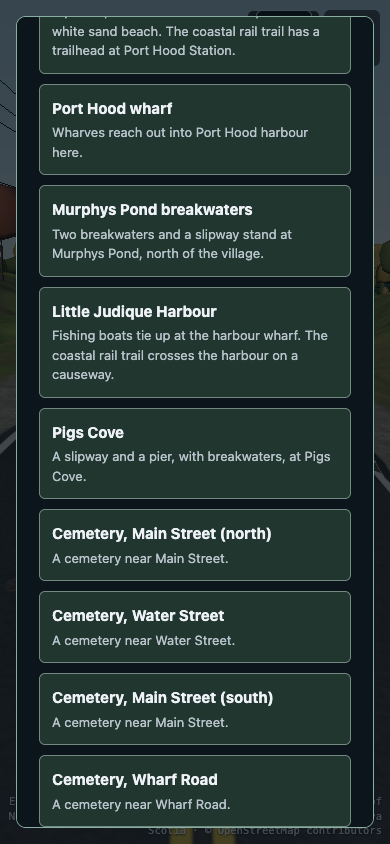 white sand beach. The coastal rail trail has a
trailhead at Port Hood Station.
Port Hood wharf
Wharves reach out into Port Hood harbour
here.
Murphys Pond breakwaters
Two breakwaters and a slipway stand at
Murphys Pond, north of the village.
Little Judique Harbour
Fishing boats tie up at the harbour wharf. The
coastal rail trail crosses the harbour on a
causeway.
Pigs Cove
A slipway and a pier, with breakwaters, at Pigs
Cove.
Cemetery, Main Street (north)
A cemetery near Main Street.
Cemetery, Water Street
A cemetery near Water Street.
Cemetery, Main Street (south)
A cemetery near Main Street.
Cemetery, Wharf Road
A cemetery near Wharf Road.
of
Scotia · © OpenStreetMap contributors